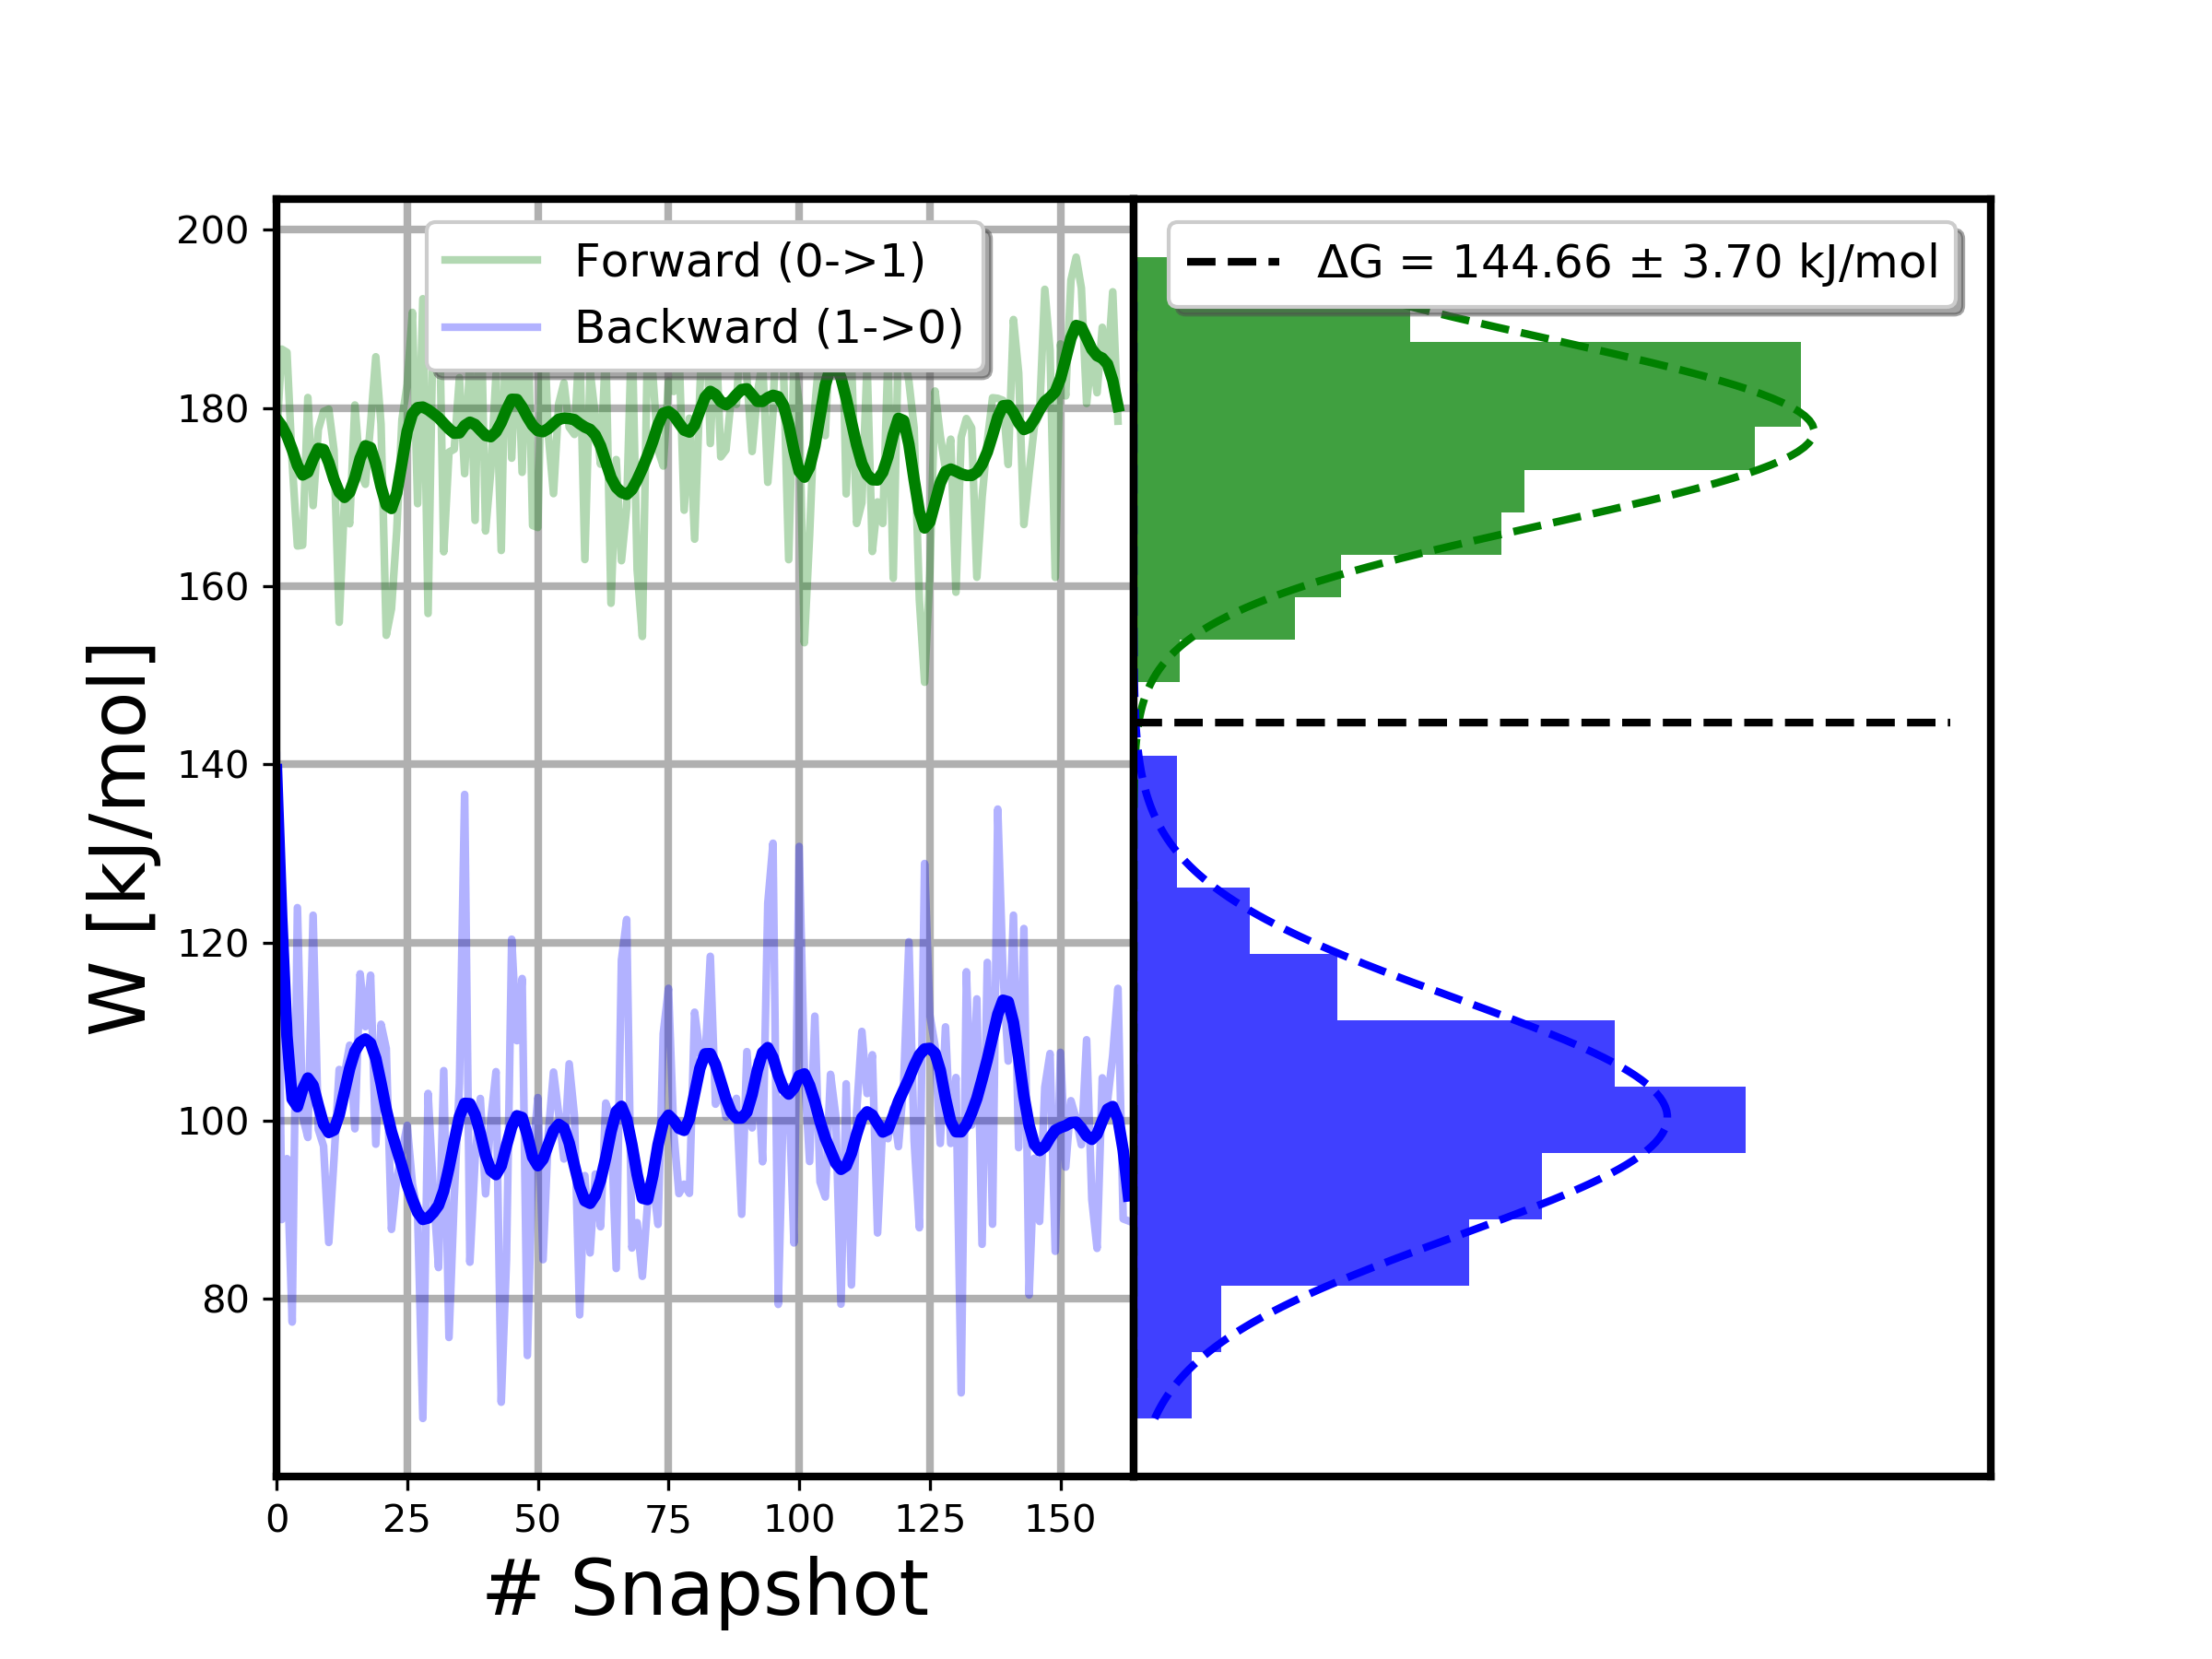 Forward (0->1)
Backward (1->0)
ΔG = 144.66 ± 3.70 kJ/mol
W [kJ/mol]
200
180
160
140
120
100
80
0 25 50 75 100 125 150
# Snapshot